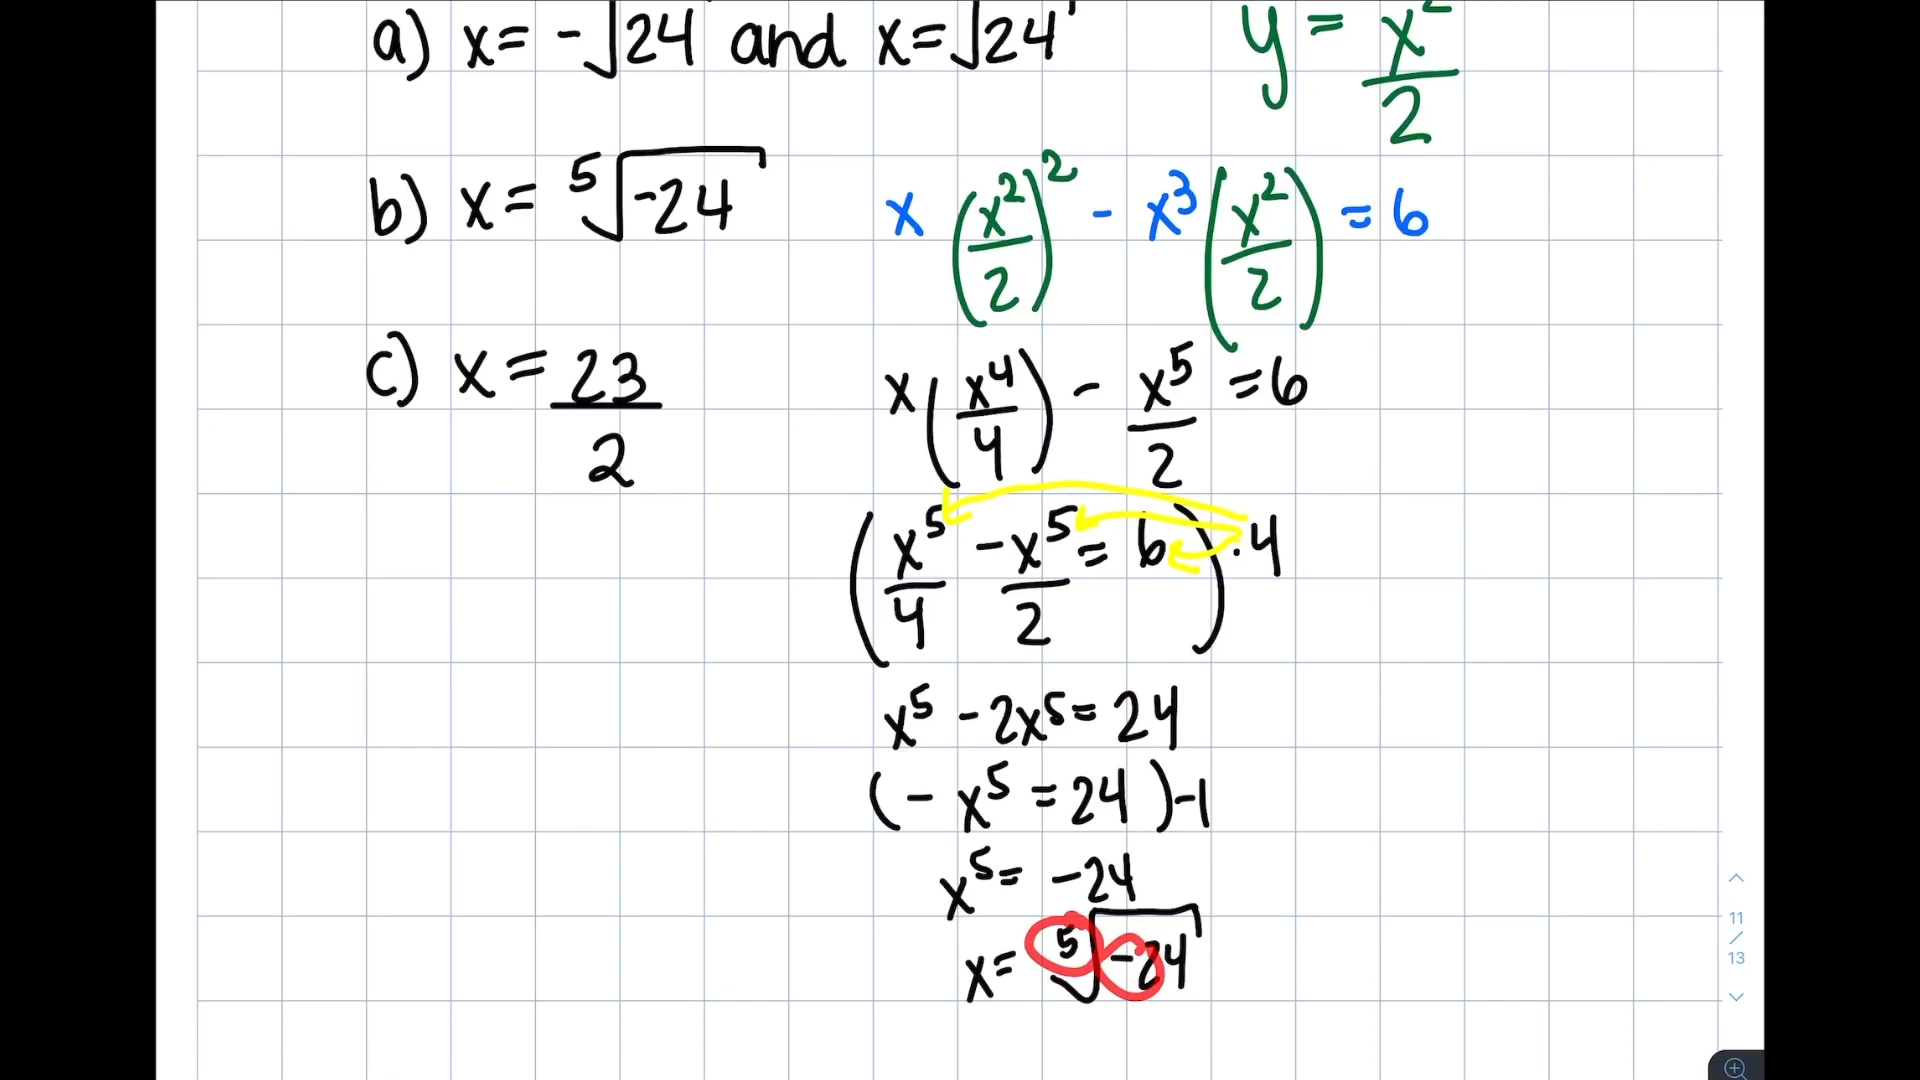 a) x = -√24 and x = √24
b) x = ⁵√-24
c) x = 23/2
y = x²/2
x (x²/2)² - x³ (x²/2) = 6
x (x⁴/4) - x⁵/2 = 6
(x⁵/4 - x⁵/2 = 6) · 4
x⁵ - 2x⁵ = 24
(- x⁵ = 24) -1
x⁵ = -24
x = ⁵√-24
11
/
13